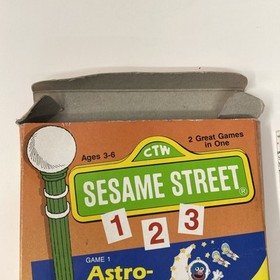 Ages 3-6
2 Great Games
in One
CTW
SESAME STREET®
1 2 3
GAME 1
Astro-